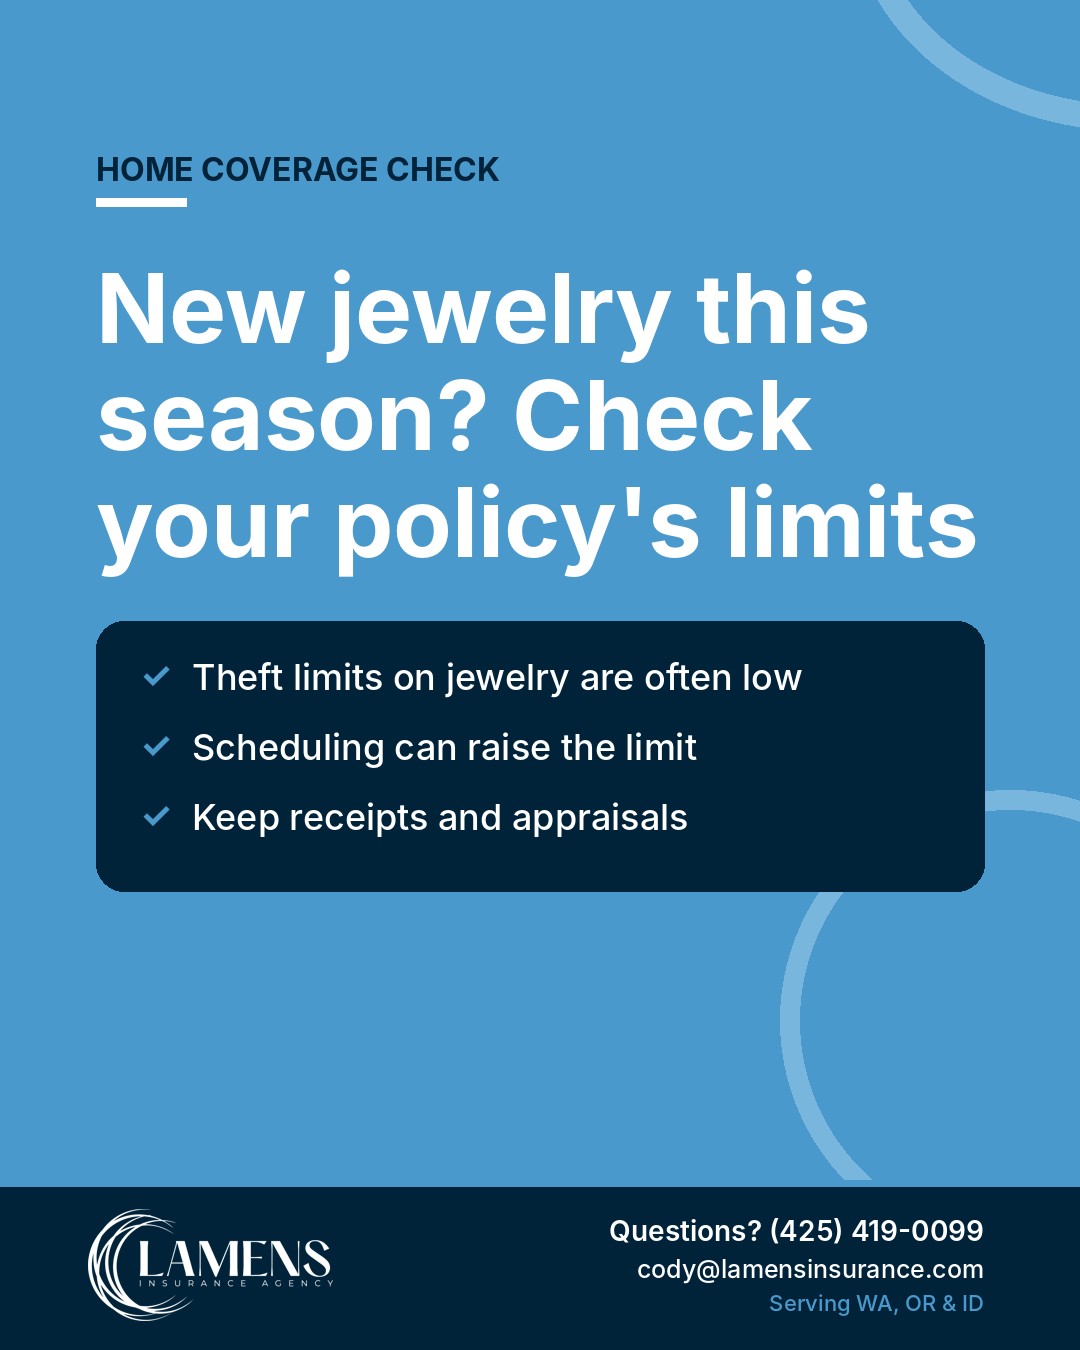 HOME COVERAGE CHECK
New jewelry this
season? Check
your policy's limits
Theft limits on jewelry are often low
Scheduling can raise the limit
Keep receipts and appraisals
LAMENS
INSURANCE AGENCY
Questions? (425) 419-0099
cody@lamensinsurance.com
Serving WA, OR & ID